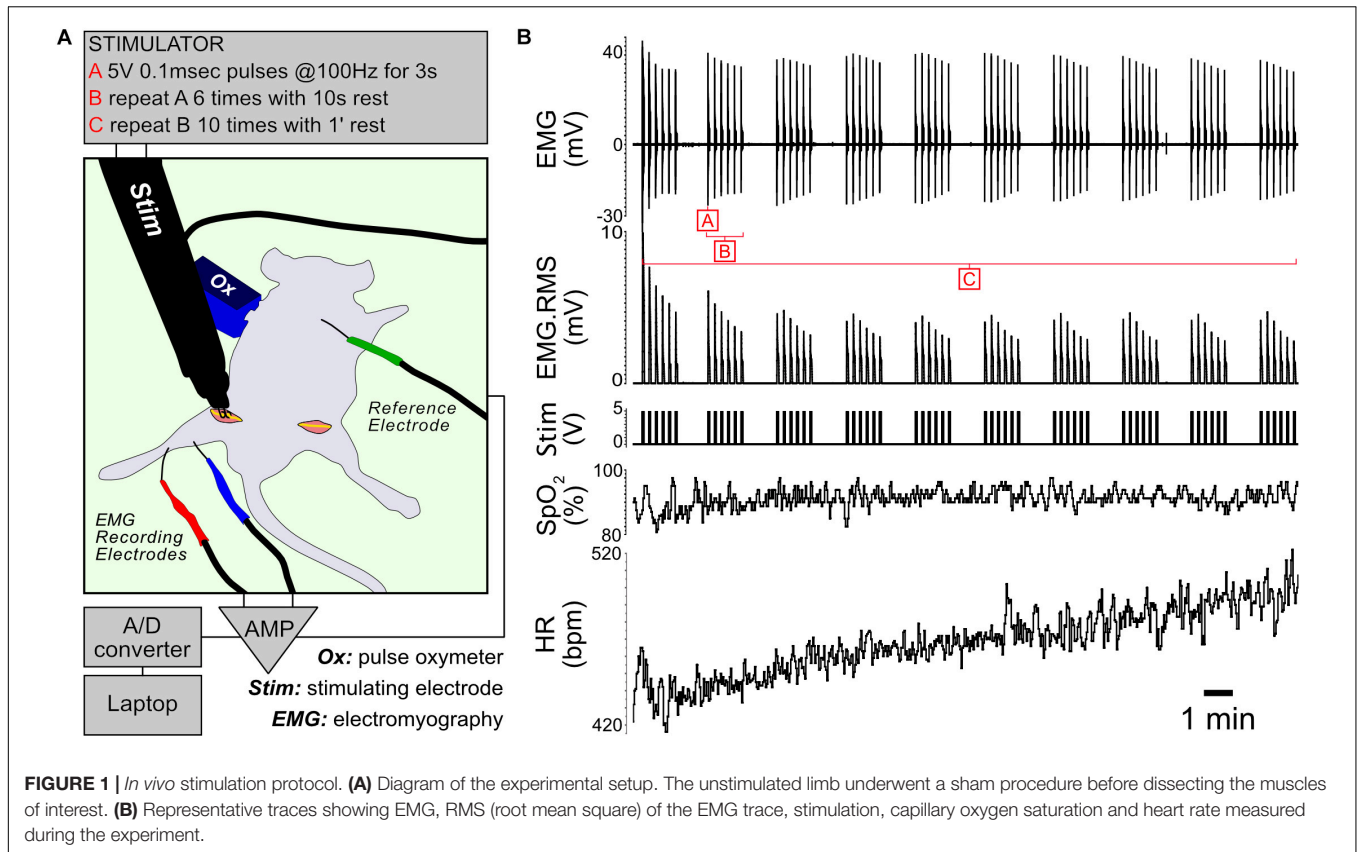 A
STIMULATOR
A 5V 0.1msec pulses @100Hz for 3s
B repeat A 6 times with 10s rest
C repeat B 10 times with 1' rest
Stim
Ox
Reference
Electrode
EMG
Recording
Electrodes
A/D
converter
AMP
Laptop
Ox: pulse oxymeter
Stim: stimulating electrode
EMG: electromyography
B
EMG
(mV)
40
0
-30
A
B
C
EMG.RMS
(mV)
10
0
Stim
(V)
5
0
SpO2
(%)
100
80
HR
(bpm)
520
420
1 min
FIGURE 1 | In vivo stimulation protocol. (A) Diagram of the experimental setup. The unstimulated limb underwent a sham procedure before dissecting the muscles
of interest. (B) Representative traces showing EMG, RMS (root mean square) of the EMG trace, stimulation, capillary oxygen saturation and heart rate measured
during the experiment.